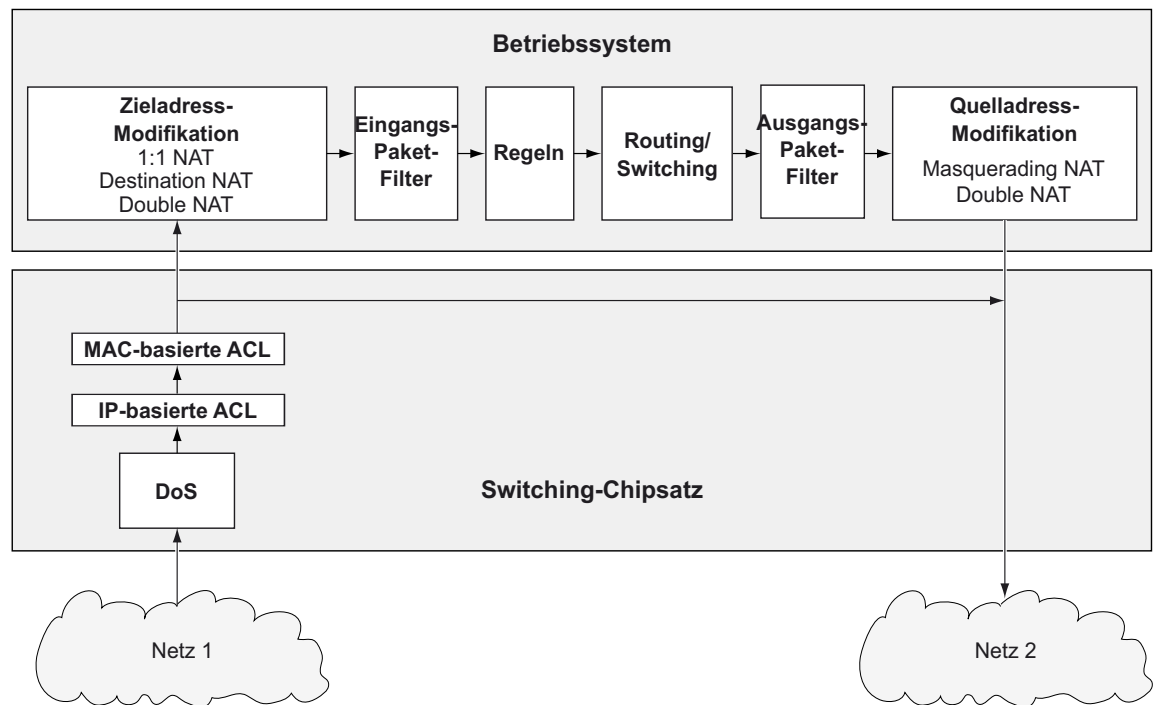 Betriebssystem
Zieladress-
Modifikation
1:1 NAT
Destination NAT
Double NAT
Eingangs-
Paket-
Filter
Regeln
Routing/
Switching
Ausgangs-
Paket-
Filter
Quelladress-
Modifikation
Masquerading NAT
Double NAT
MAC-basierte ACL
IP-basierte ACL
DoS
Switching-Chipsatz
Netz 1
Netz 2